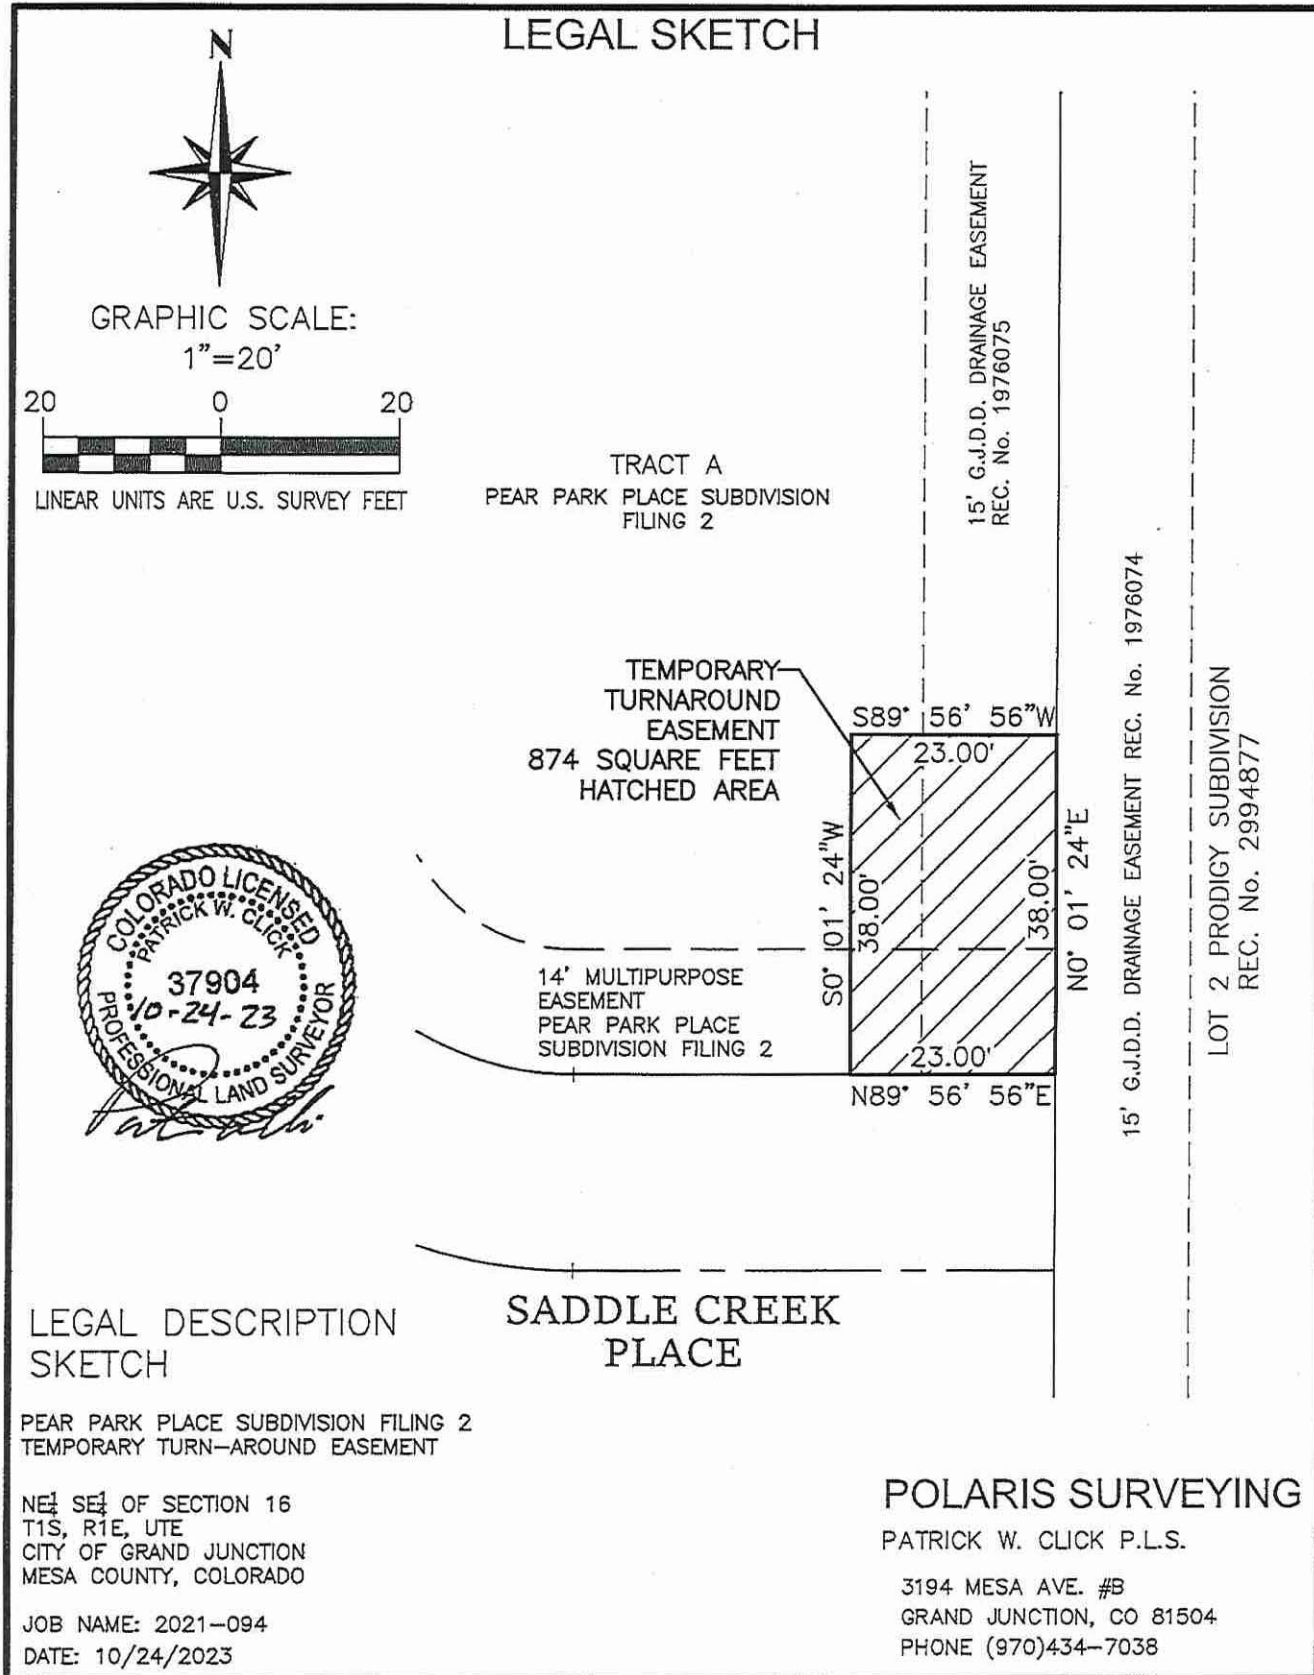 LEGAL SKETCH
N
GRAPHIC SCALE:
1"=20'
20 0 20
LINEAR UNITS ARE U.S. SURVEY FEET
TRACT A
PEAR PARK PLACE SUBDIVISION
FILING 2
15' G.J.D.D. DRAINAGE EASEMENT
REC. No. 1976075
TEMPORARY
TURNAROUND
EASEMENT
874 SQUARE FEET
HATCHED AREA
S89° 56' 56"W
23.00'
S0° 01' 24"W
38.00'
38.00'
N0° 01' 24"E
23.00'
N89° 56' 56"E
15' G.J.D.D. DRAINAGE EASEMENT REC. No. 1976074
LOT 2 PRODIGY SUBDIVISION
REC. No. 2994877
14' MULTIPURPOSE
EASEMENT
PEAR PARK PLACE
SUBDIVISION FILING 2
COLORADO LICENSED
PATRICK W. CLICK
37904
10-24-23
PROFESSIONAL LAND SURVEYOR
SADDLE CREEK
PLACE
LEGAL DESCRIPTION
SKETCH
PEAR PARK PLACE SUBDIVISION FILING 2
TEMPORARY TURN-AROUND EASEMENT
NE¼ SE¼ OF SECTION 16
T1S, R1E, UTE
CITY OF GRAND JUNCTION
MESA COUNTY, COLORADO
JOB NAME: 2021-094
DATE: 10/24/2023
POLARIS SURVEYING
PATRICK W. CLICK P.L.S.
3194 MESA AVE. #B
GRAND JUNCTION, CO 81504
PHONE (970)434-7038